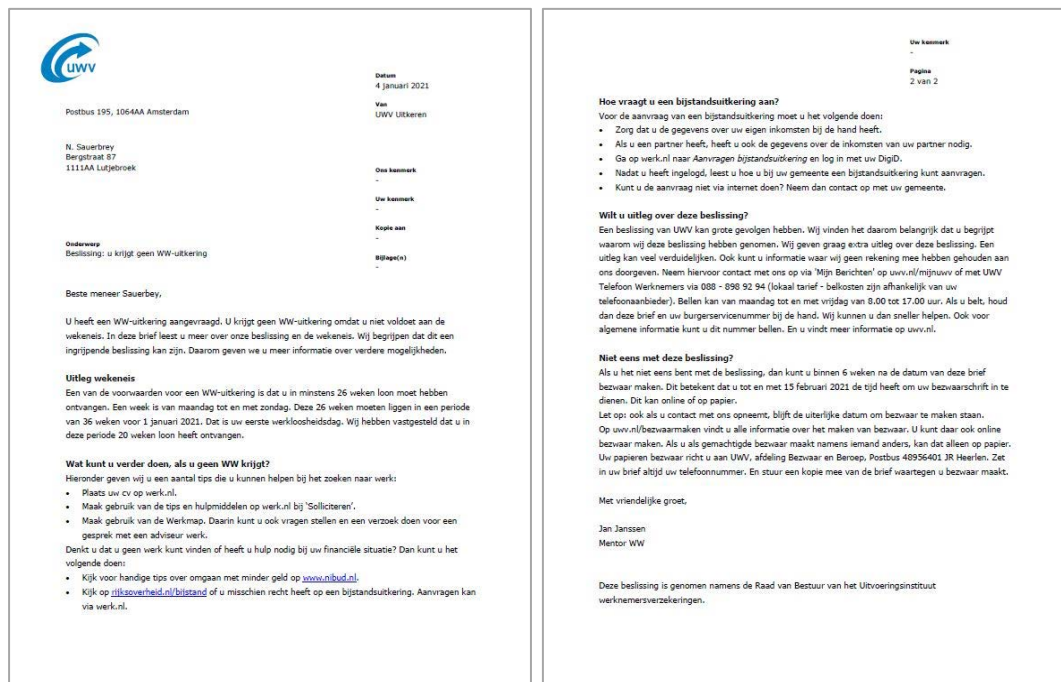 UWV
Datum
4 januari 2021
Postbus 195, 1064AA Amsterdam
Van
UWV Uitkeren
N. Sauerbrey
Bergstraat 87
1111AA Lutjebroek
Ons kenmerk
-
Uw kenmerk
-
Kopie aan
-
Onderwerp
Beslissing: u krijgt geen WW-uitkering
Bijlage(n)
-
Beste meneer Sauerbey,
U heeft een WW-uitkering aangevraagd. U krijgt geen WW-uitkering omdat u niet voldoet aan de
wekeneis. In deze brief leest u meer over onze beslissing en de wekeneis. Wij begrijpen dat dit een
ingrijpende beslissing kan zijn. Daarom geven we u meer informatie over verdere mogelijkheden.
Uitleg wekeneis
Een van de voorwaarden voor een WW-uitkering is dat u in minstens 26 weken loon moet hebben
ontvangen. Een week is van maandag tot en met zondag. Deze 26 weken moeten liggen in een periode
van 36 weken voor 1 januari 2021. Dat is uw eerste werkloosheidsdag. Wij hebben vastgesteld dat u in
deze periode 20 weken loon heeft ontvangen.
Wat kunt u verder doen, als u geen WW krijgt?
Hieronder geven wij u een aantal tips die u kunnen helpen bij het zoeken naar werk:
• Plaats uw cv op werk.nl.
• Maak gebruik van de tips en hulpmiddelen op werk.nl bij ‘Solliciteren’.
• Maak gebruik van de Werkmap. Daarin kunt u ook vragen stellen en een verzoek doen voor een
gesprek met een adviseur werk.
Denkt u dat u geen werk kunt vinden of heeft u hulp nodig bij uw financiële situatie? Dan kunt u het
volgende doen:
• Kijk voor handige tips over omgaan met minder geld op www.nibud.nl.
• Kijk op rijksoverheid.nl/bijstand of u misschien recht heeft op een bijstandsuitkering. Aanvragen kan
via werk.nl.
Uw kenmerk
-
Pagina
2 van 2
Hoe vraagt u een bijstandsuitkering aan?
Voor de aanvraag van een bijstandsuitkering moet u het volgende doen:
• Zorg dat u de gegevens over uw eigen inkomsten bij de hand heeft.
• Als u een partner heeft, heeft u ook de gegevens over de inkomsten van uw partner nodig.
• Ga op werk.nl naar Aanvragen bijstandsuitkering en log in met uw DigiD.
• Nadat u heeft ingelogd, leest u hoe u bij uw gemeente een bijstandsuitkering kunt aanvragen.
• Kunt u de aanvraag niet via internet doen? Neem dan contact op met uw gemeente.
Wilt u uitleg over deze beslissing?
Een beslissing van UWV kan grote gevolgen hebben. Wij vinden het daarom belangrijk dat u begrijpt
waarom wij deze beslissing hebben genomen. Wij geven graag extra uitleg over deze beslissing. Een
uitleg kan veel verduidelijken. Ook kunt u informatie waar wij geen rekening mee hebben gehouden aan
ons doorgeven. Neem hiervoor contact met ons op via 'Mijn Berichten' op uwv.nl/mijnuwv of met UWV
Telefoon Werknemers via 088 - 898 92 94 (lokaal tarief - belkosten zijn afhankelijk van uw
telefoonaanbieder). Bellen kan van maandag tot en met vrijdag van 8.00 tot 17.00 uur. Als u belt, houd
dan deze brief en uw burgerservicenummer bij de hand. Wij kunnen u dan sneller helpen. Ook voor
algemene informatie kunt u dit nummer bellen. En u vindt meer informatie op uwv.nl.
Niet eens met deze beslissing?
Als u het niet eens bent met de beslissing, dan kunt u binnen 6 weken na de datum van deze brief
bezwaar maken. Dit betekent dat u tot en met 15 februari 2021 de tijd heeft om uw bezwaarschrift in te
dienen. Dit kan online of op papier.
Let op: ook als u contact met ons opneemt, blijft de uiterlijke datum om bezwaar te maken staan.
Op uwv.nl/bezwaarmaken vindt u alle informatie over het maken van bezwaar. U kunt daar ook online
bezwaar maken. Als u als gemachtigde bezwaar maakt namens iemand anders, kan dat alleen op papier.
Uw papieren bezwaar richt u aan UWV, afdeling Bezwaar en Beroep, Postbus 48956401 JR Heerlen. Zet
in uw brief altijd uw telefoonnummer. En stuur een kopie mee van de brief waartegen u bezwaar maakt.
Met vriendelijke groet,
Jan Janssen
Mentor WW
Deze beslissing is genomen namens de Raad van Bestuur van het Uitvoeringsinstituut
werknemersverzekeringen.